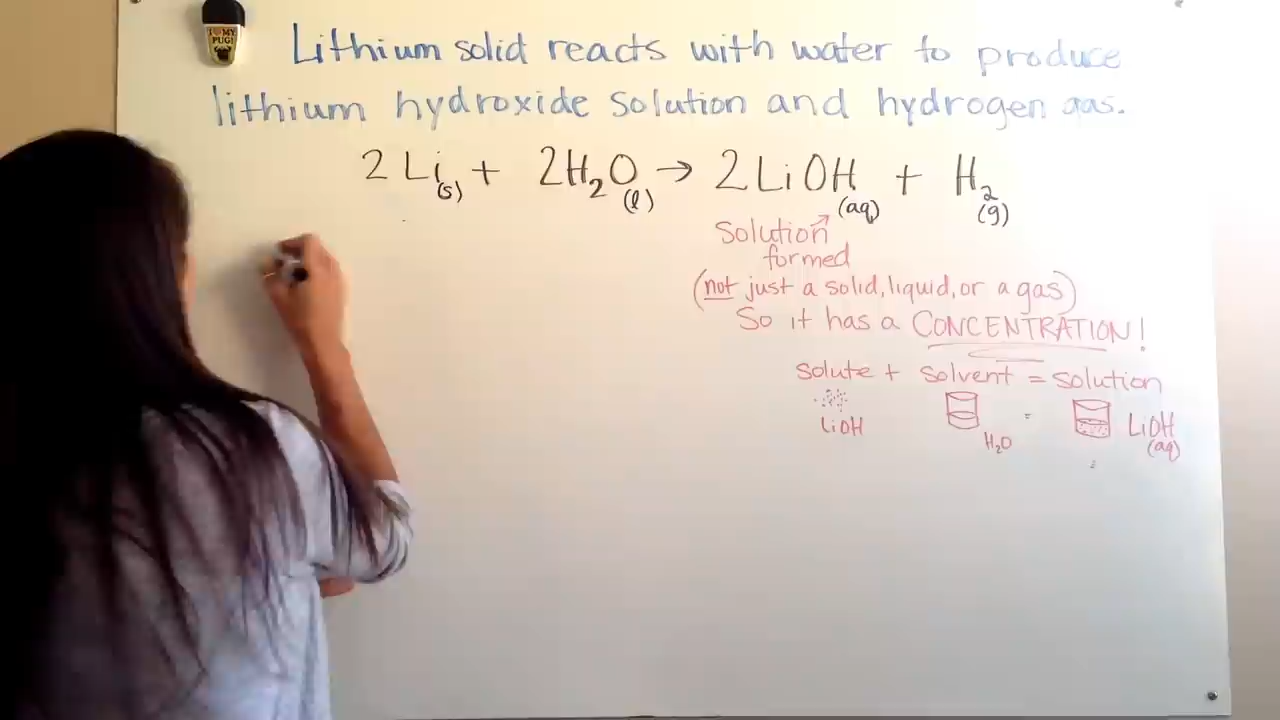 I ♥ MY
PUG!
Lithium solid reacts with water to produce
lithium hydroxide solution and hydrogen gas.
2 Li(s) + 2H₂O(l) → 2LiOH(aq) + H₂(g)
Solution
formed
(not just a solid, liquid, or a gas)
So it has a CONCENTRATION!
solute + solvent = solution
LiOH
H₂O
=
LiOH
(aq)